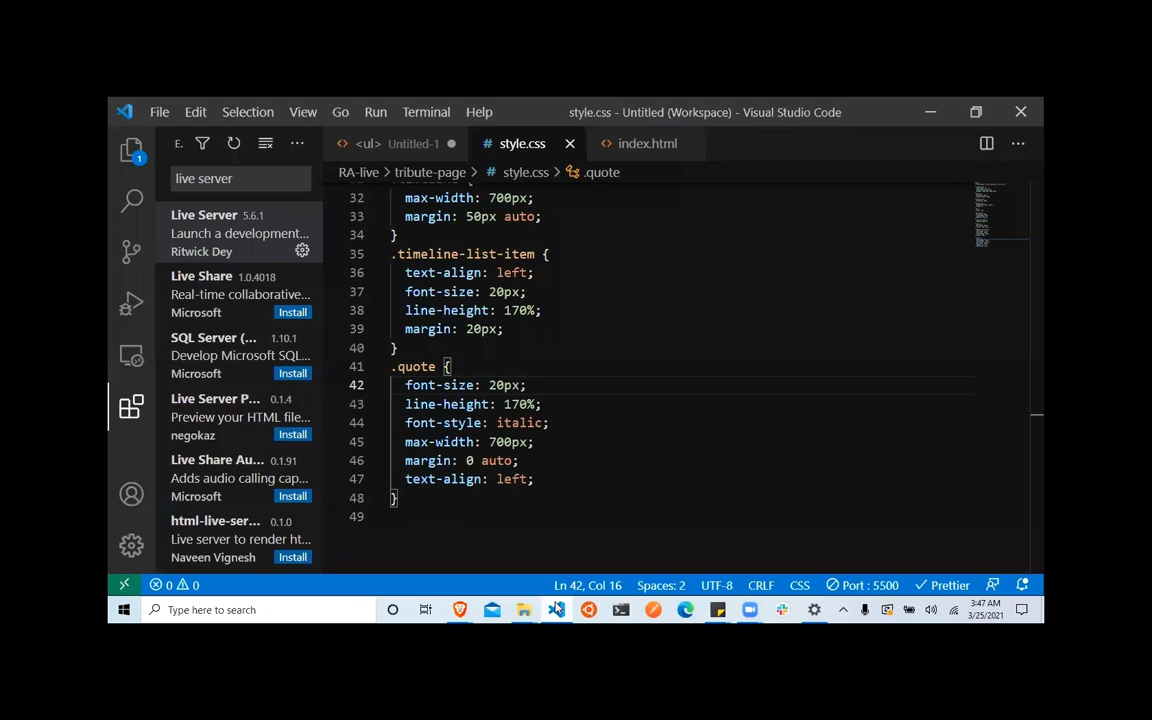 File Edit Selection View Go Run Terminal Help style.css - Untitled (Workspace) - Visual Studio Code
E.
<ul> Untitled-1 # style.css <> index.html
live server
RA-live > tribute-page > # style.css > .quote
Live Server 5.6.1
Launch a development...
Ritwick Dey
Live Share 1.0.4018
Real-time collaborative...
Microsoft Install
SQL Server (... 1.10.1
Develop Microsoft SQL...
Microsoft Install
Live Server P... 0.1.4
Preview your HTML file...
negokaz Install
Live Share Au... 0.1.91
Adds audio calling cap...
Microsoft Install
html-live-ser... 0.1.0
Live server to render ht...
Naveen Vignesh Install
32 max-width: 700px;
33 margin: 50px auto;
34 }
35 .timeline-list-item {
36 text-align: left;
37 font-size: 20px;
38 line-height: 170%;
39 margin: 20px;
40 }
41 .quote {
42 font-size: 20px;
43 line-height: 170%;
44 font-style: italic;
45 max-width: 700px;
46 margin: 0 auto;
47 text-align: left;
48 }
49
1
0 0 Ln 42, Col 16 Spaces: 2 UTF-8 CRLF CSS Port : 5500 Prettier
Type here to search
3:47 AM
3/25/2021